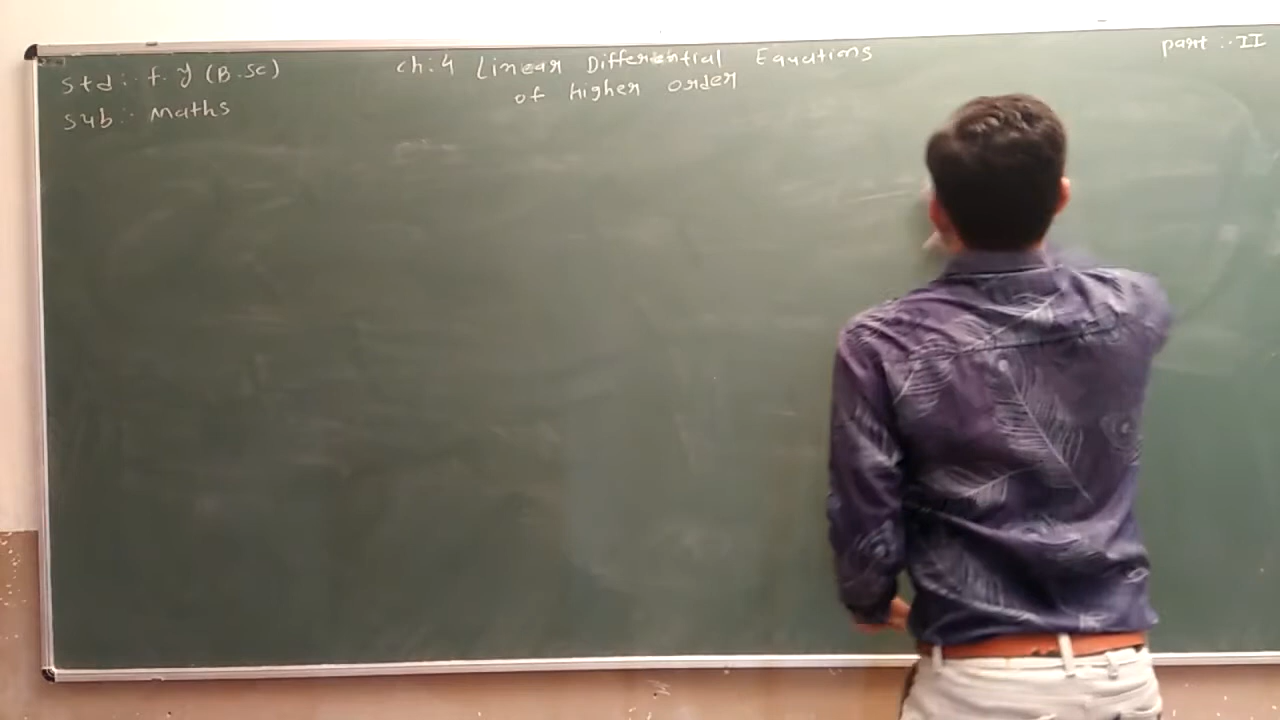 Std :- f. y (B.sc)
Sub :- Maths
ch:4 Linear Differential Equations
of higher order
part :- II